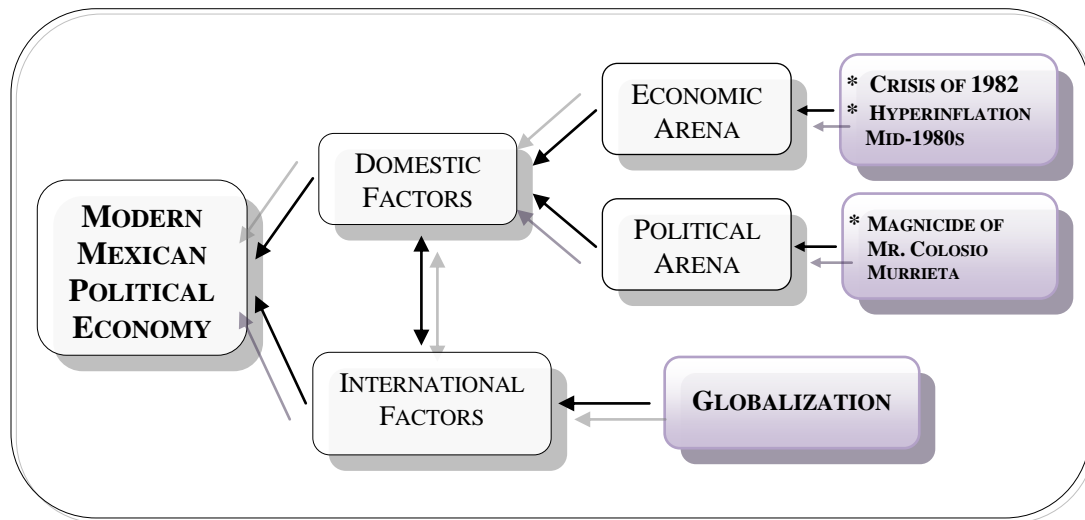 MODERN
MEXICAN
POLITICAL
ECONOMY
DOMESTIC
FACTORS
INTERNATIONAL
FACTORS
ECONOMIC
ARENA
POLITICAL
ARENA
* CRISIS OF 1982
* HYPERINFLATION
MID-1980S
* MAGNICIDE OF
MR. COLOSIO
MURRIETA
GLOBALIZATION